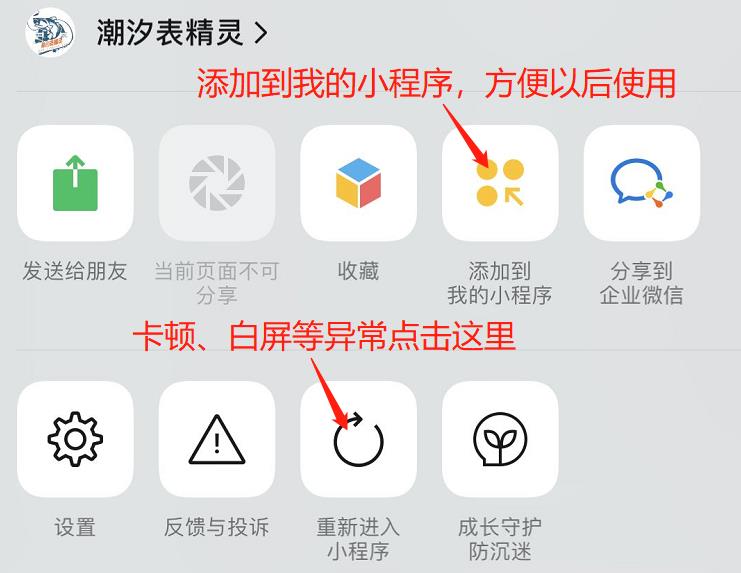 潮汐表精灵
添加到我的小程序，方便以后使用
发送给朋友
当前页面不可
分享
收藏
添加到
我的小程序
分享到
企业微信
卡顿、白屏等异常点击这里
设置
反馈与投诉
重新进入
小程序
成长守护
防沉迷